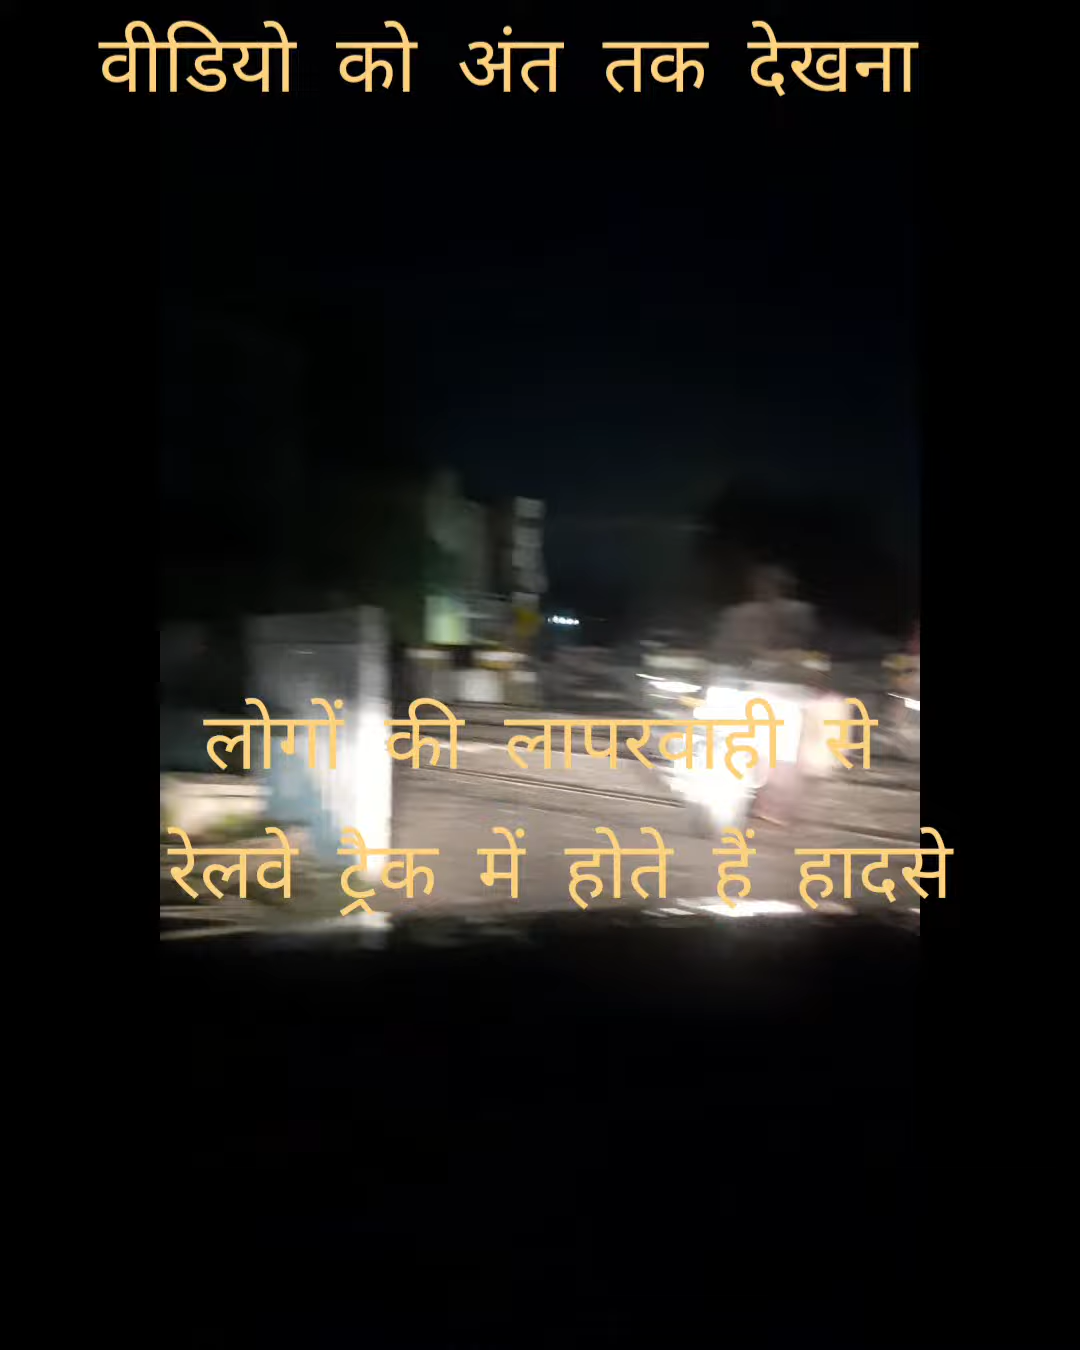 वीडियो को अंत तक देखना
लोगों की लापरवाही से
रेलवे ट्रैक में होते हैं हादसे